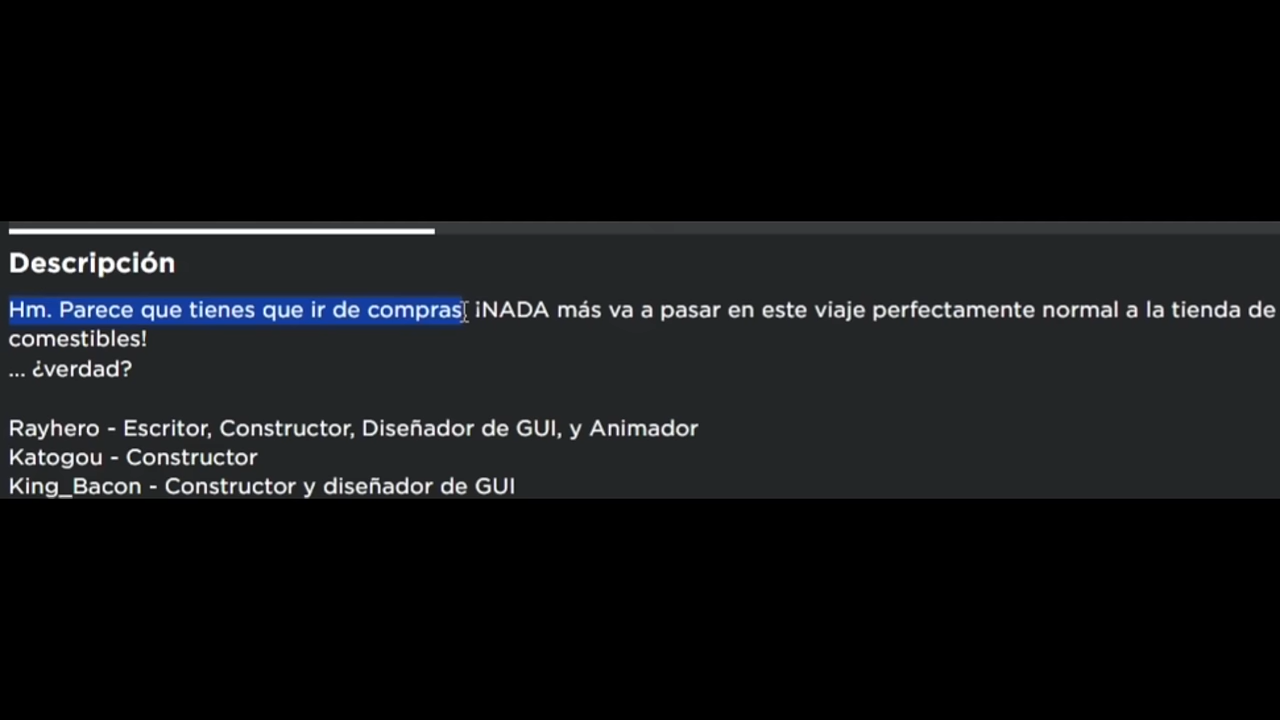 Descripción
Hm. Parece que tienes que ir de compras. ¡NADA más va a pasar en este viaje perfectamente normal a la tienda de
comestibles!
... ¿verdad?
Rayhero - Escritor, Constructor, Diseñador de GUI, y Animador
Katogou - Constructor
King_Bacon - Constructor y diseñador de GUI